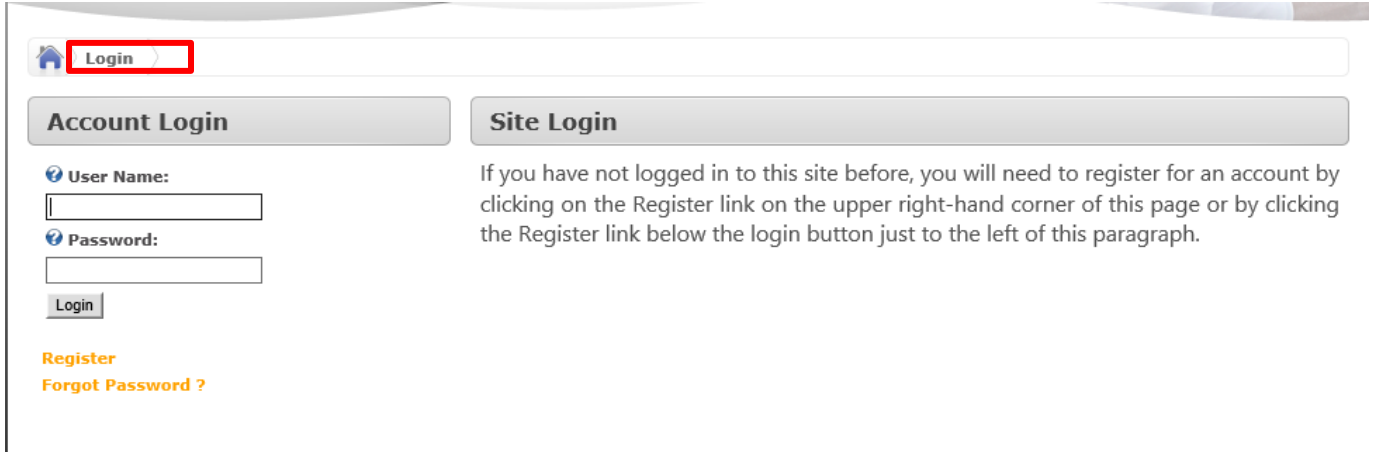 Login
Account Login
Site Login
User Name:
Password:
Login
Register
Forgot Password ?
If you have not logged in to this site before, you will need to register for an account by
clicking on the Register link on the upper right-hand corner of this page or by clicking
the Register link below the login button just to the left of this paragraph.